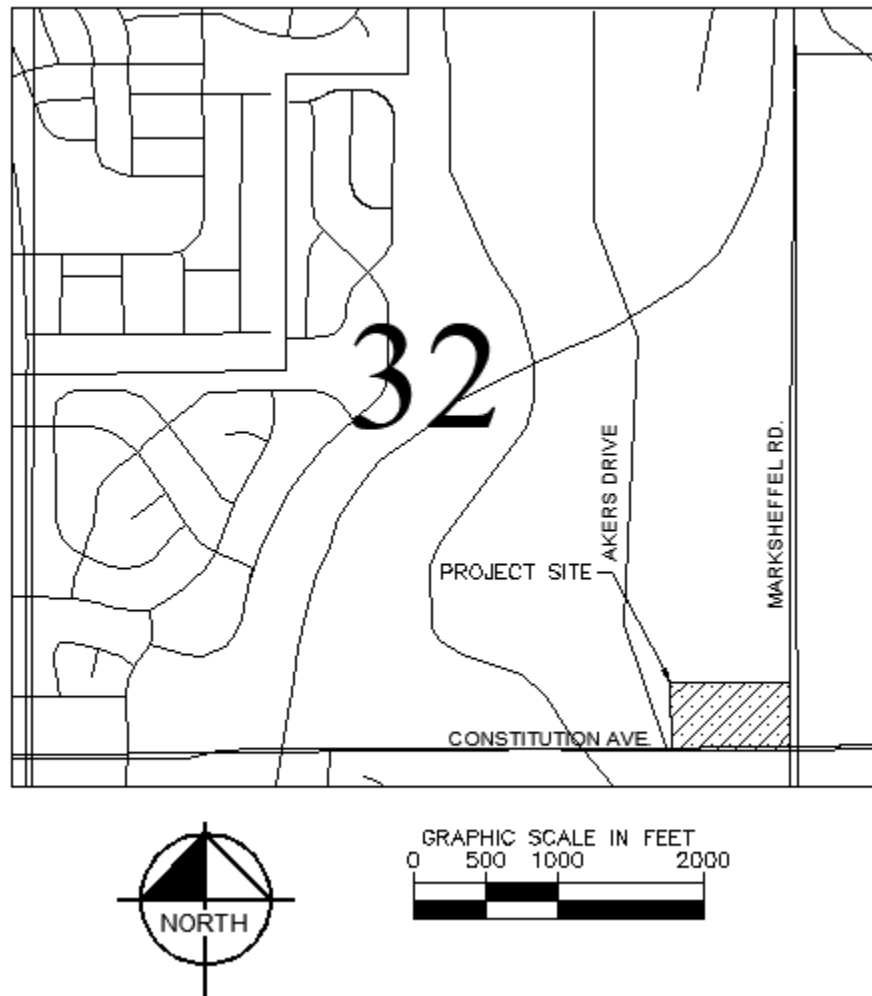 32
AKERS DRIVE
MARKSHEFFEL RD.
PROJECT SITE
CONSTITUTION AVE.
GRAPHIC SCALE IN FEET
0 500 1000 2000
NORTH